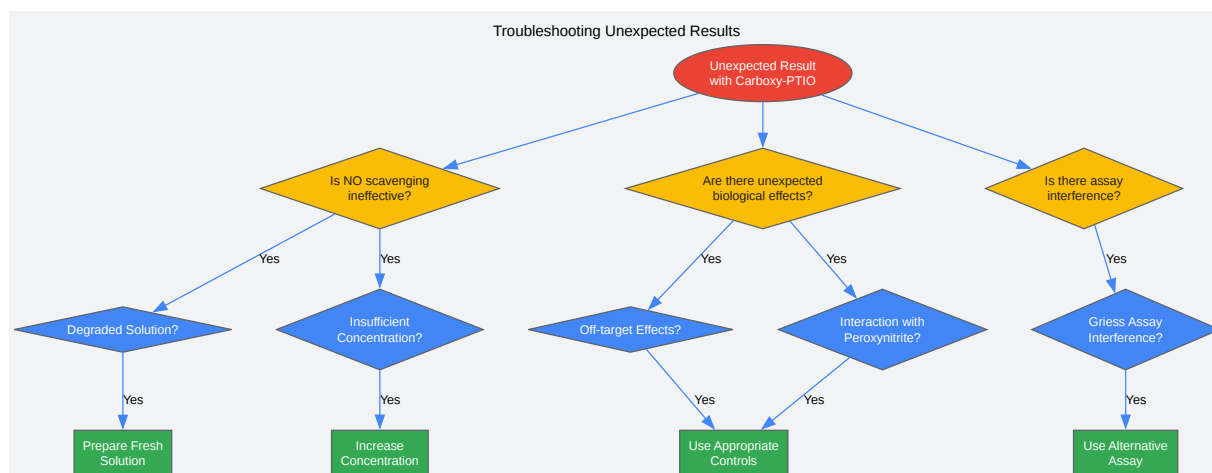 Troubleshooting Unexpected Results
Unexpected Result
with Carboxy-PTIO
Is NO scavenging
ineffective?
Are there unexpected
biological effects?
Is there assay
interference?
Yes
Yes
Yes
Yes
Yes
Degraded Solution?
Insufficient
Concentration?
Off-target Effects?
Interaction with
Peroxynitrite?
Griess Assay
Interference?
Yes
Yes
Yes
Yes
Yes
Prepare Fresh
Solution
Increase
Concentration
Use Appropriate
Controls
Use Alternative
Assay